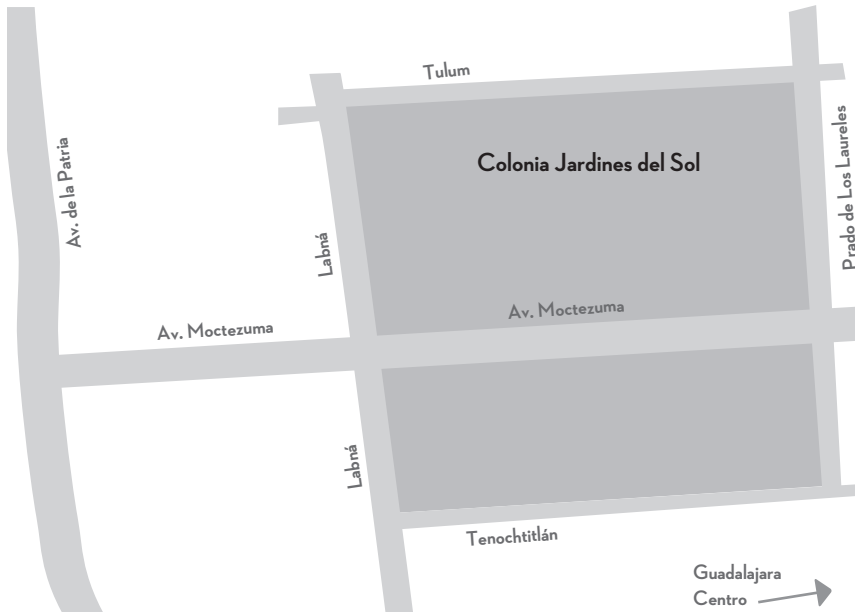 Tulum
Colonia Jardines del Sol
Av. de la Patria
Prado de Los Laureles
Labná
Av. Moctezuma
Av. Moctezuma
Labná
Tenochtitlán
Guadalajara
Centro